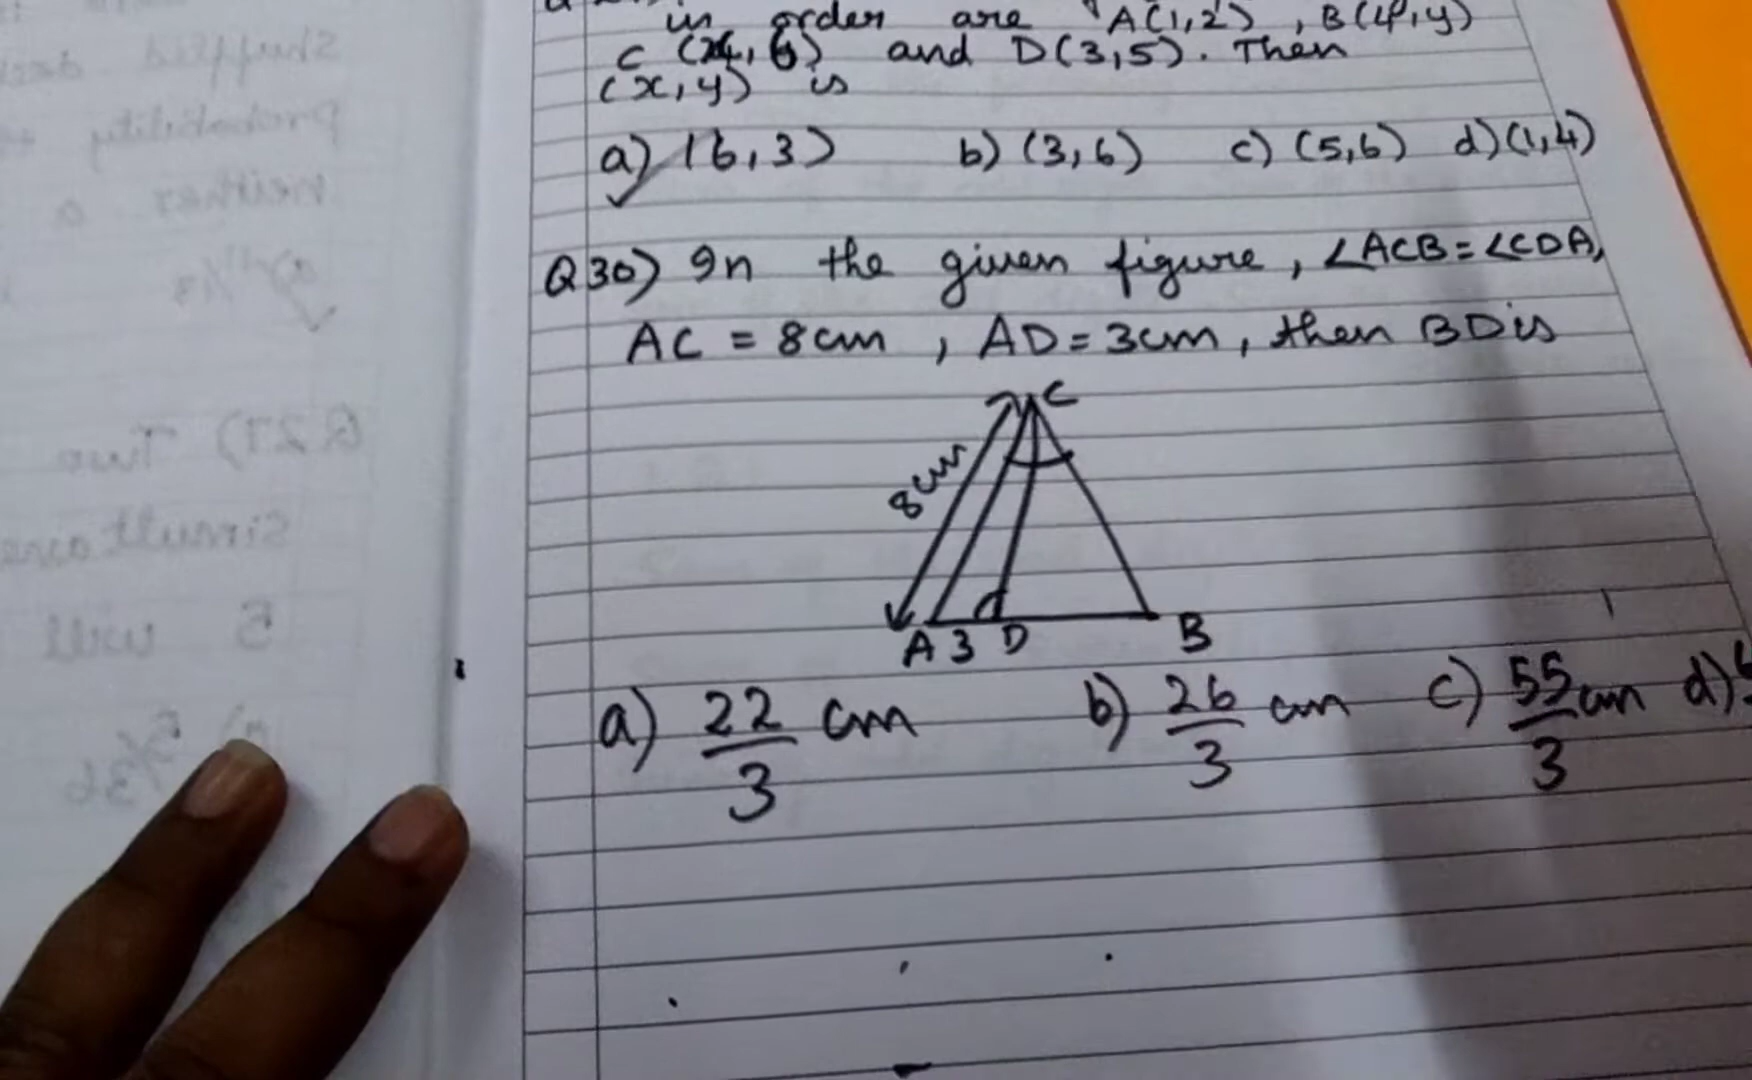 in order are A(1,2), B(4,y)
C (x, 6) and D(3,5). Then
(x,y) is
a) (6,3) b) (3,6) c) (5,6) d) (1,4)
Q30) In the given figure, ∠ACB = ∠CDA,
AC = 8cm, AD = 3cm, then BD is
C
8cm
A 3 D B
a) 22/3 cm b) 26/3 cm c) 55/3 cm d)